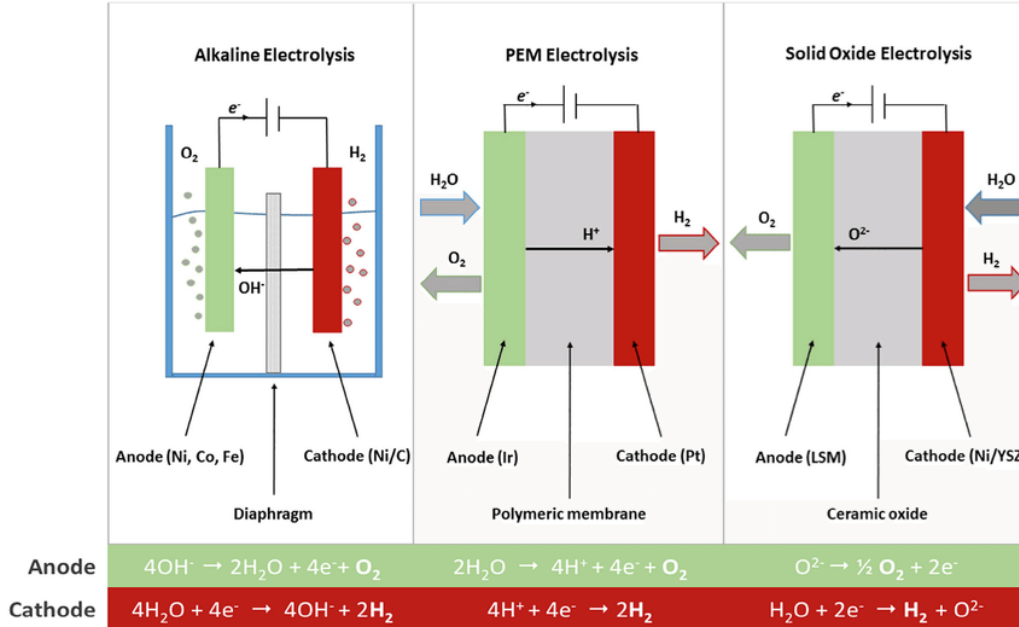 Alkaline Electrolysis
e⁻
O₂
H₂
OH⁻
Anode (Ni, Co, Fe)
Cathode (Ni/C)
Diaphragm
PEM Electrolysis
e⁻
H₂O
H⁺
H₂
O₂
Anode (Ir)
Cathode (Pt)
Polymeric membrane
Solid Oxide Electrolysis
e⁻
H₂O
O₂
O²⁻
H₂
Anode (LSM)
Cathode (Ni/YSZ
Ceramic oxide
Anode 4OH⁻ → 2H₂O + 4e⁻+ O₂ 2H₂O → 4H⁺ + 4e⁻ + O₂ O²⁻ → ½ O₂ + 2e⁻
Cathode 4H₂O + 4e⁻ → 4OH⁻ + 2H₂ 4H⁺ + 4e⁻ → 2H₂ H₂O + 2e⁻ → H₂ + O²⁻